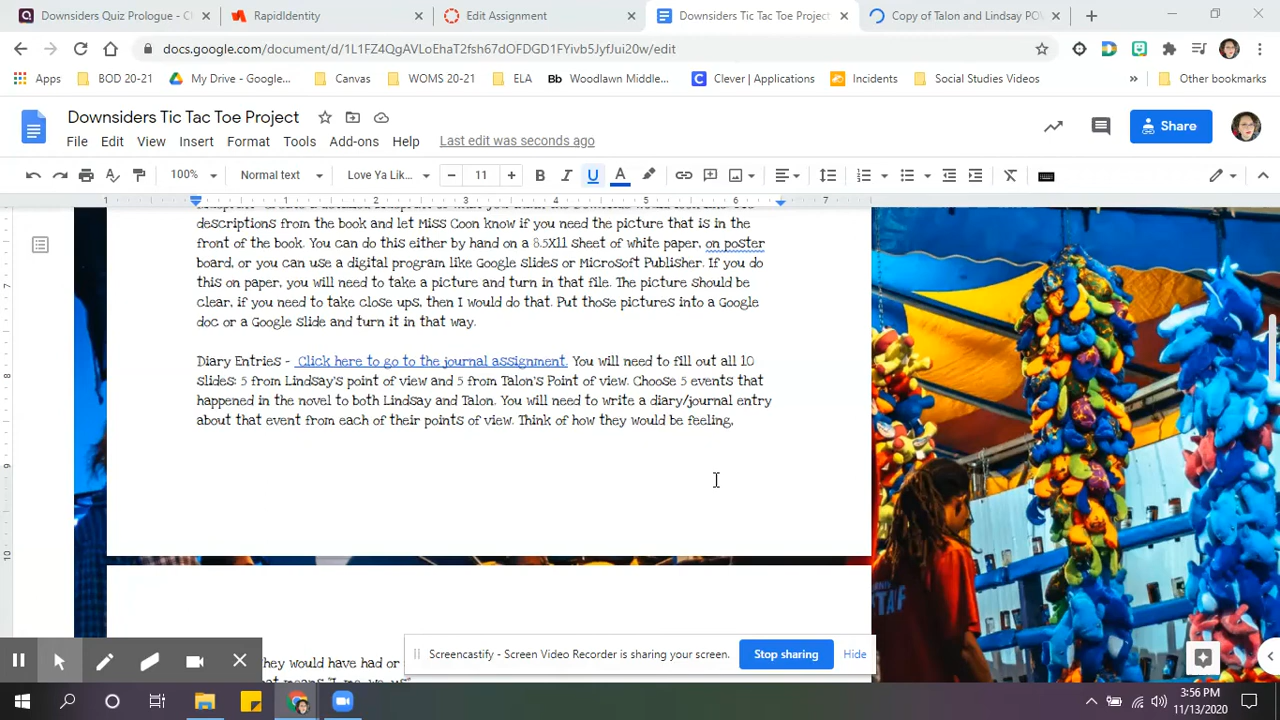 Downsiders Quiz Prologue - Cl
RapidIdentity
Edit Assignment
Downsiders Tic Tac Toe Project
Copy of Talon and Lindsay POV
docs.google.com/document/d/1L1FZ4QgAVLoEhaT2fsh67dOFDGD1FYivb5JyfJui20w/edit
Apps
BOD 20-21
My Drive - Google...
Canvas
WOMS 20-21
ELA
Bb Woodlawn Middle...
Clever | Applications
Incidents
Social Studies Videos
»
Other bookmarks
Downsiders Tic Tac Toe Project
File Edit View Insert Format Tools Add-ons Help Last edit was seconds ago
Share
100% Normal text Love Ya Lik... 11
1 1 2 3 4 5 6 7
descriptions from the book and let Miss Coon know if you need the picture that is in the
front of the book. You can do this either by hand on a 8.5X11 sheet of white paper, on poster
board, or you can use a digital program like Google slides or Microsoft Publisher. If you do
this on paper, you will need to take a picture and turn in that file. The picture should be
clear, if you need to take close ups, then I would do that. Put those pictures into a Google
doc or a Google slide and turn it in that way.
Diary Entries - Click here to go to the journal assignment. You will need to fill out all 10
slides: 5 from Lindsay's point of view and 5 from Talon's Point of view. Choose 5 events that
happened in the novel to both Lindsay and Talon. You will need to write a diary/journal entry
about that event from each of their points of view. Think of how they would be feeling,
hey would have had or
Screencastify - Screen Video Recorder is sharing your screen.
Stop sharing
Hide
3:56 PM
11/13/2020